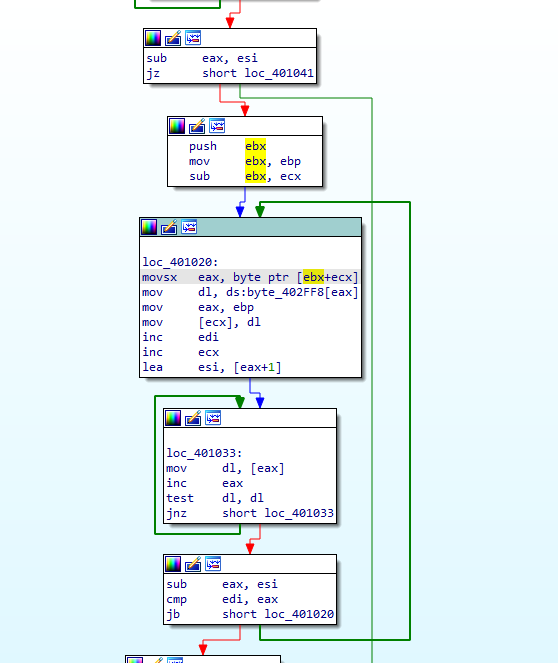 sub eax, esi
jz short loc_401041
push ebx
mov ebx, ebp
sub ebx, ecx
loc_401020:
movsx eax, byte ptr [ebx+ecx]
mov dl, ds:byte_402FF8[eax]
mov eax, ebp
mov [ecx], dl
inc edi
inc ecx
lea esi, [eax+1]
loc_401033:
mov dl, [eax]
inc eax
test dl, dl
jnz short loc_401033
sub eax, esi
cmp edi, eax
jb short loc_401020